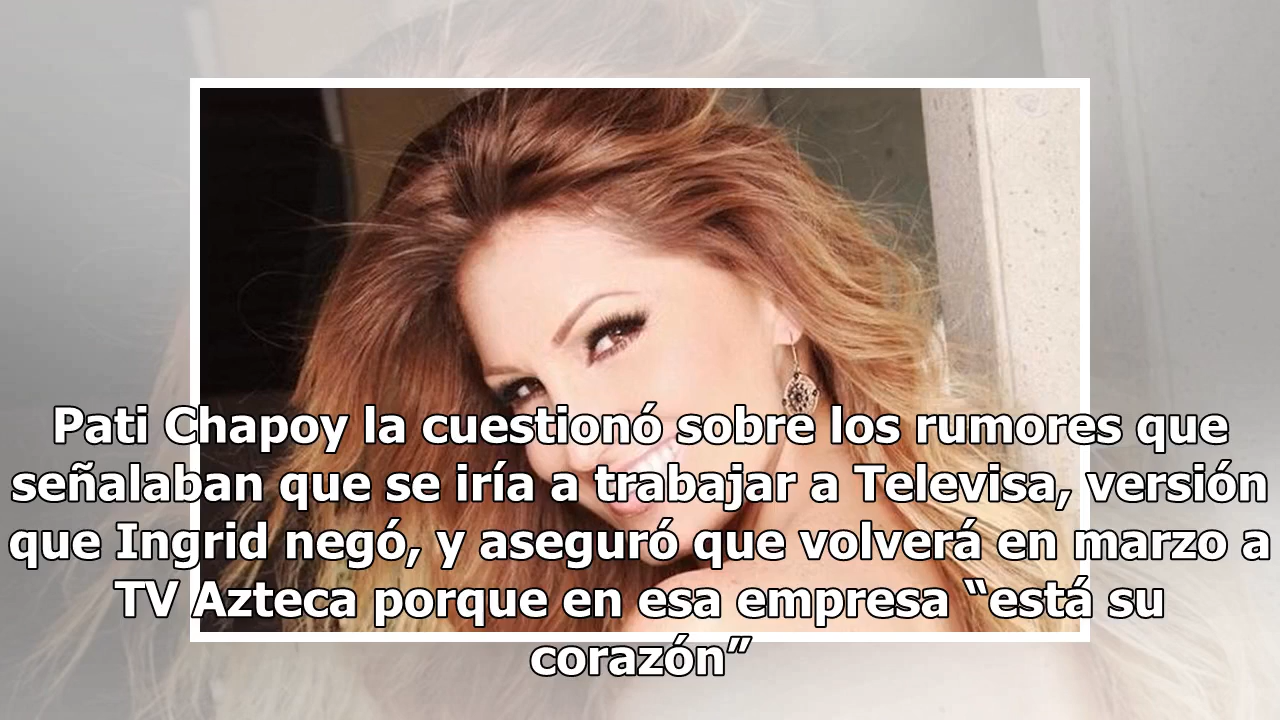 Pati Chapoy la cuestionó sobre los rumores que
señalaban que se iría a trabajar a Televisa, versión
que Ingrid negó, y aseguró que volverá en marzo a
TV Azteca porque en esa empresa “está su
corazón”